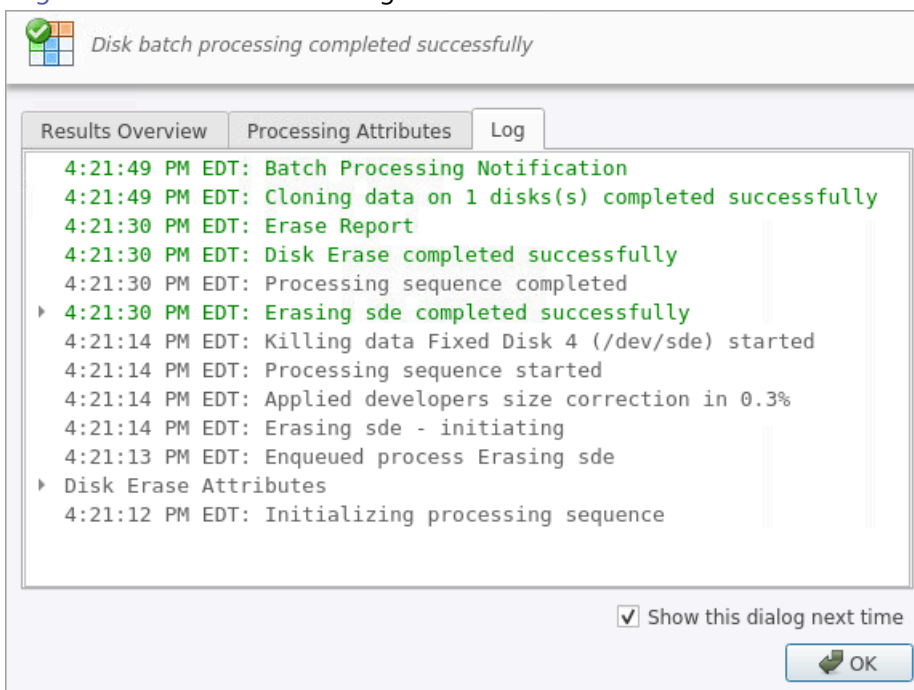 Disk batch processing completed successfully
Results Overview Processing Attributes Log
4:21:49 PM EDT: Batch Processing Notification
4:21:49 PM EDT: Cloning data on 1 disks(s) completed successfully
4:21:30 PM EDT: Erase Report
4:21:30 PM EDT: Disk Erase completed successfully
4:21:30 PM EDT: Processing sequence completed
4:21:30 PM EDT: Erasing sde completed successfully
4:21:14 PM EDT: Killing data Fixed Disk 4 (/dev/sde) started
4:21:14 PM EDT: Processing sequence started
4:21:14 PM EDT: Applied developers size correction in 0.3%
4:21:14 PM EDT: Erasing sde - initiating
4:21:13 PM EDT: Enqueued process Erasing sde
Disk Erase Attributes
4:21:12 PM EDT: Initializing processing sequence
Show this dialog next time
OK